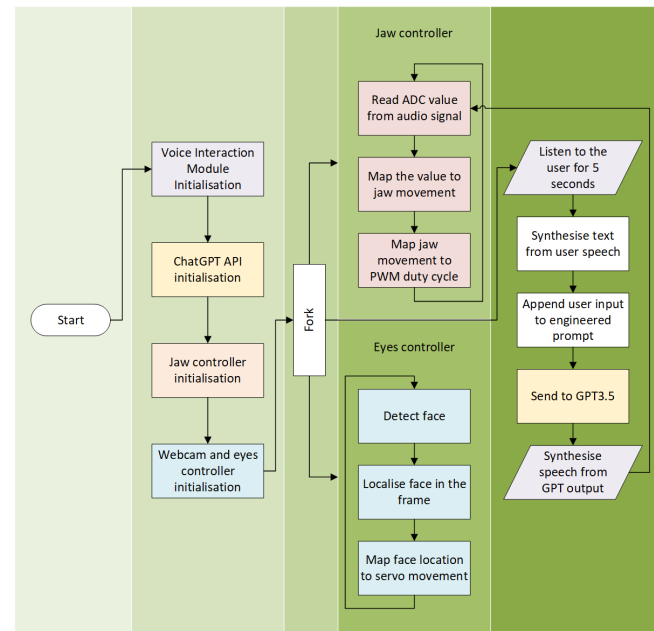 Start
Voice Interaction
Module
Initialisation
ChatGPT API
initialisation
Jaw controller
initialisation
Webcam and eyes
controller
initialisation
Fork
Jaw controller
Read ADC value
from audio signal
Map the value to
jaw movement
Map jaw
movement to
PWM duty cycle
Eyes controller
Detect face
Localise face in the
frame
Map face location
to servo movement
Listen to the
user for 5
seconds
Synthesise text
from user speech
Append user input
to engineered
prompt
Send to GPT3.5
Synthesise
speech from
GPT output